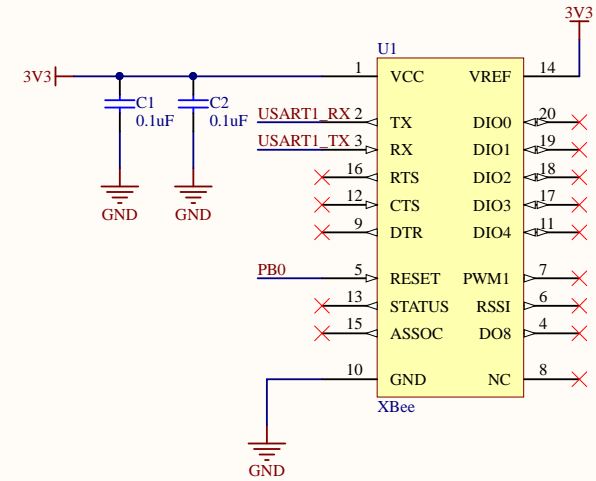 3V3
U1
3V3
1 VCC VREF 14
C1
0.1uF
C2
0.1uF
USART1_RX 2 TX DIO0 20
USART1_TX 3 RX DIO1 19
16 RTS DIO2 18
12 CTS DIO3 17
9 DTR DIO4 11
PB0 5 RESET PWM1 7
13 STATUS RSSI 6
15 ASSOC DO8 4
10 GND NC 8
XBee
GND
GND
GND